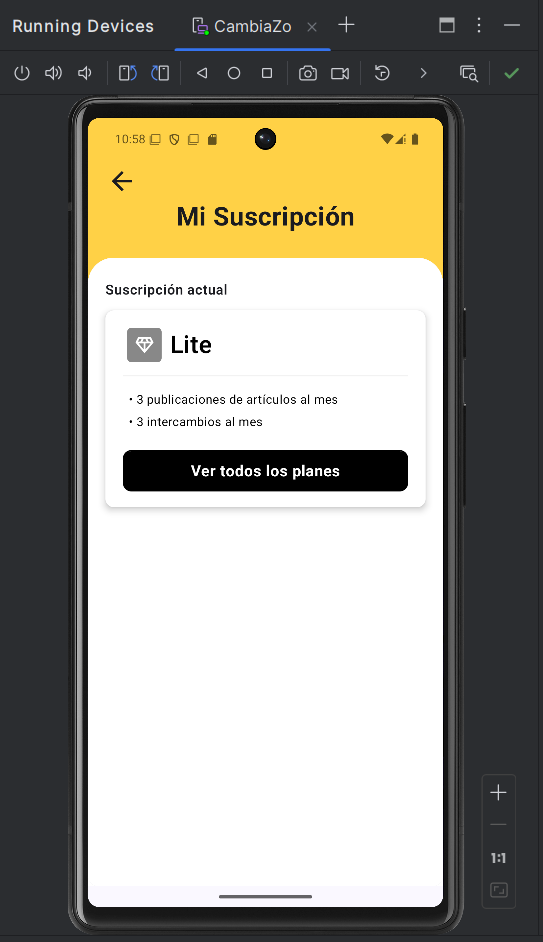 Running Devices
CambiaZo
10:58
Mi Suscripción
Suscripción actual
Lite
• 3 publicaciones de artículos al mes
• 3 intercambios al mes
Ver todos los planes
1:1